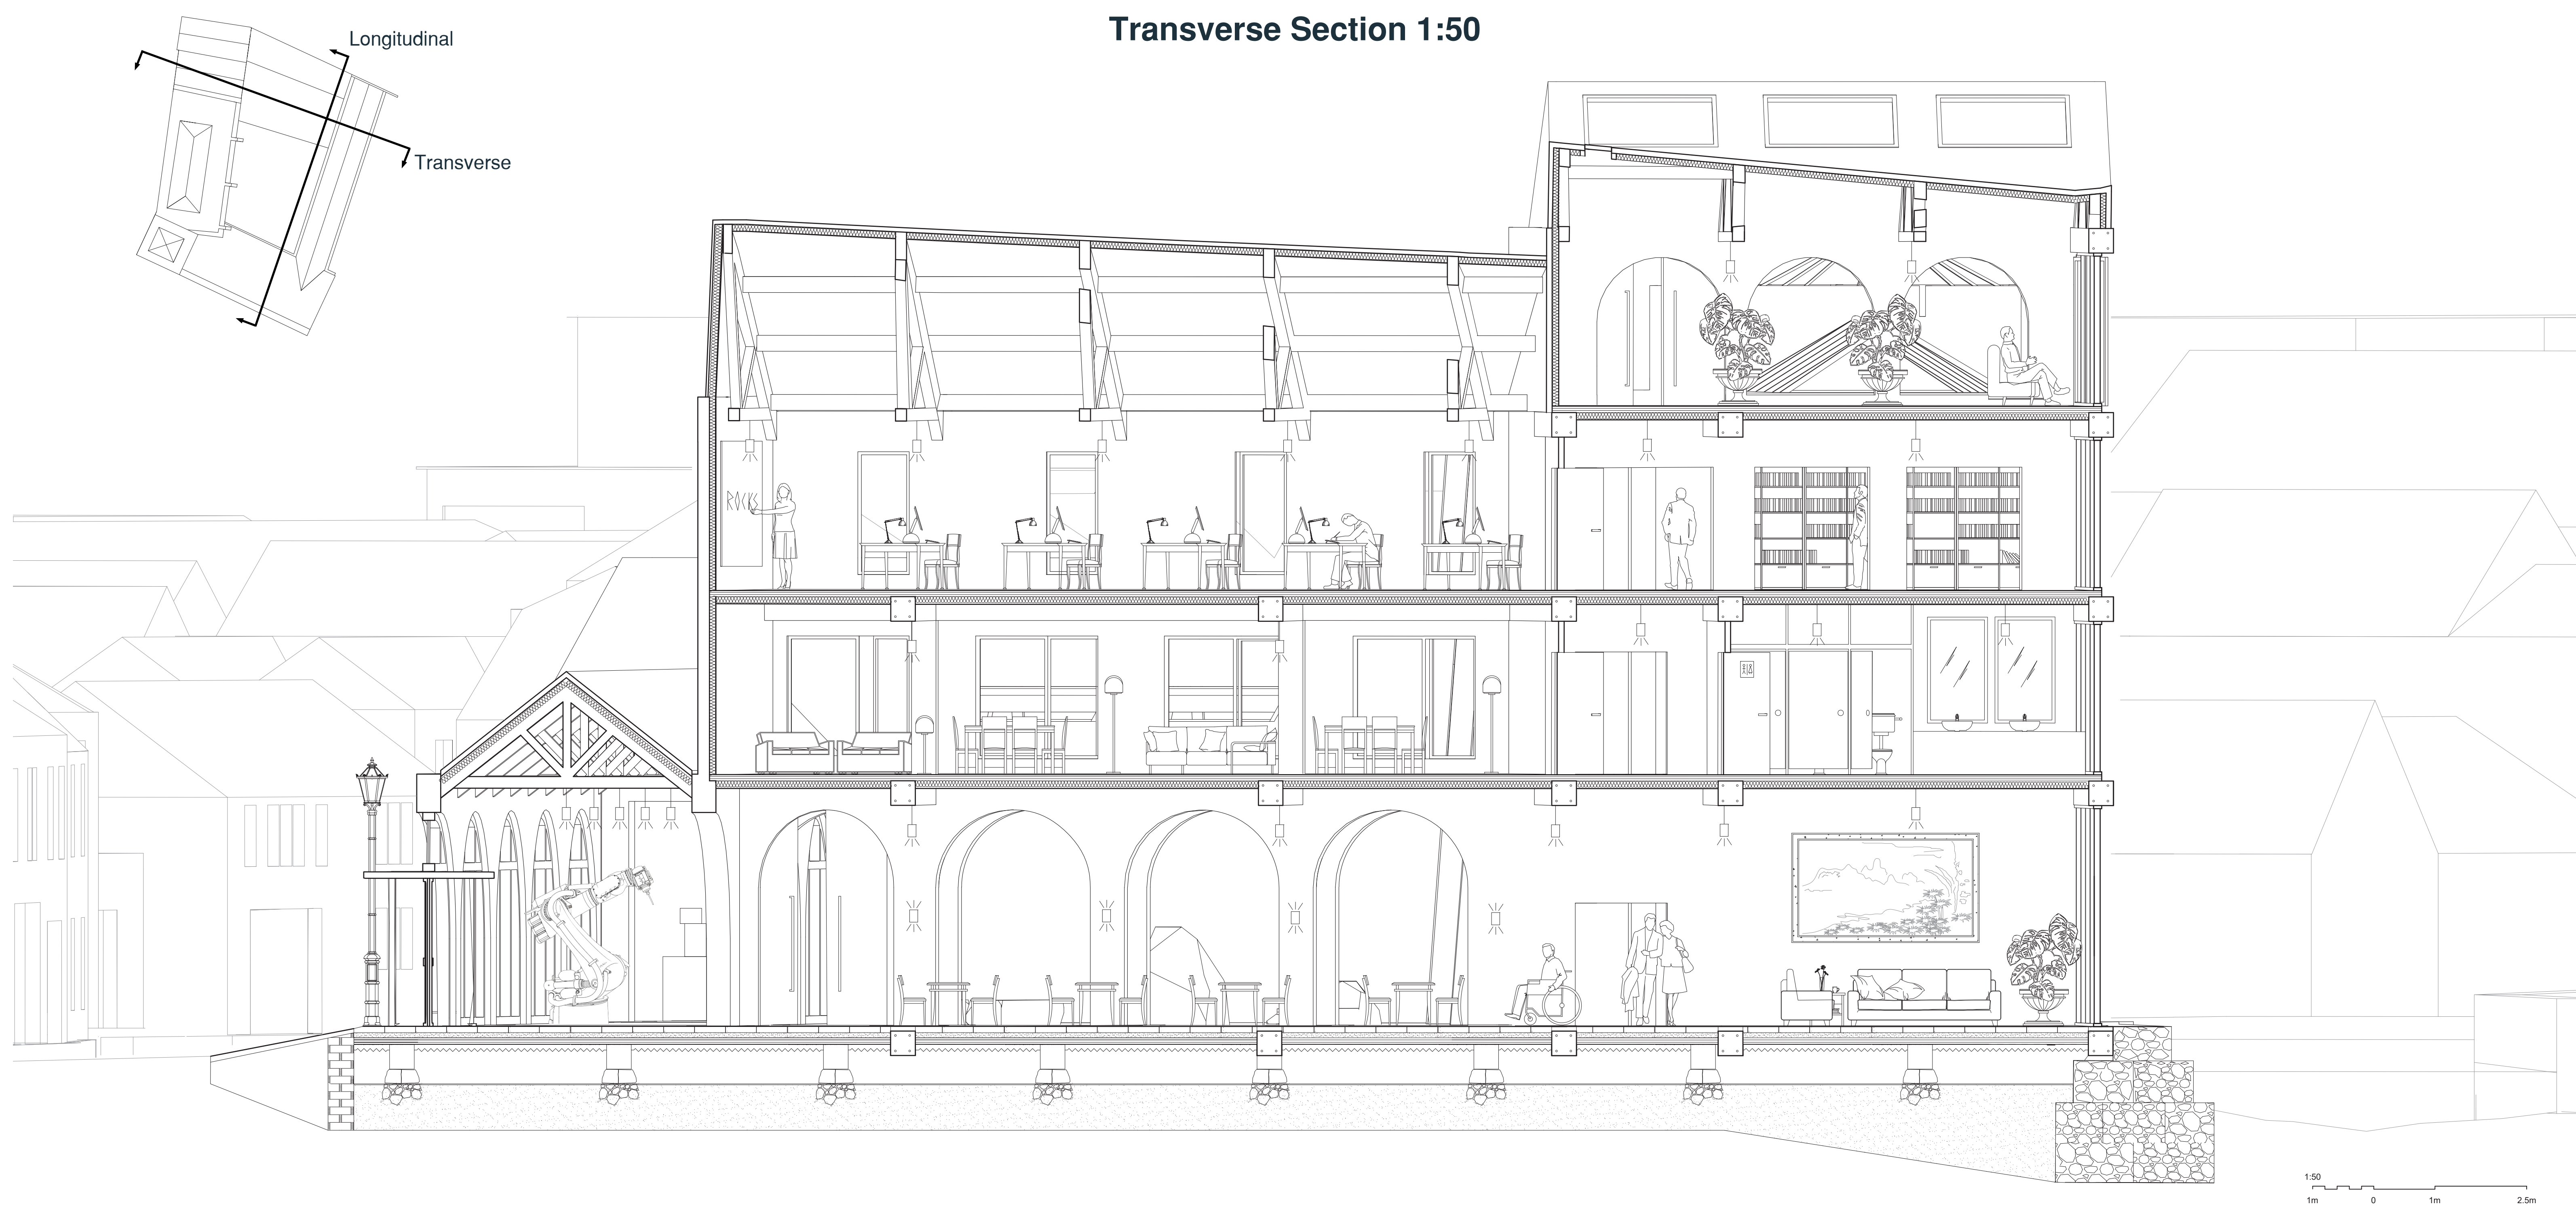 Transverse Section 1:50
Longitudinal
Transverse
ROCKS
1:50
1m 0 1m 2.5m